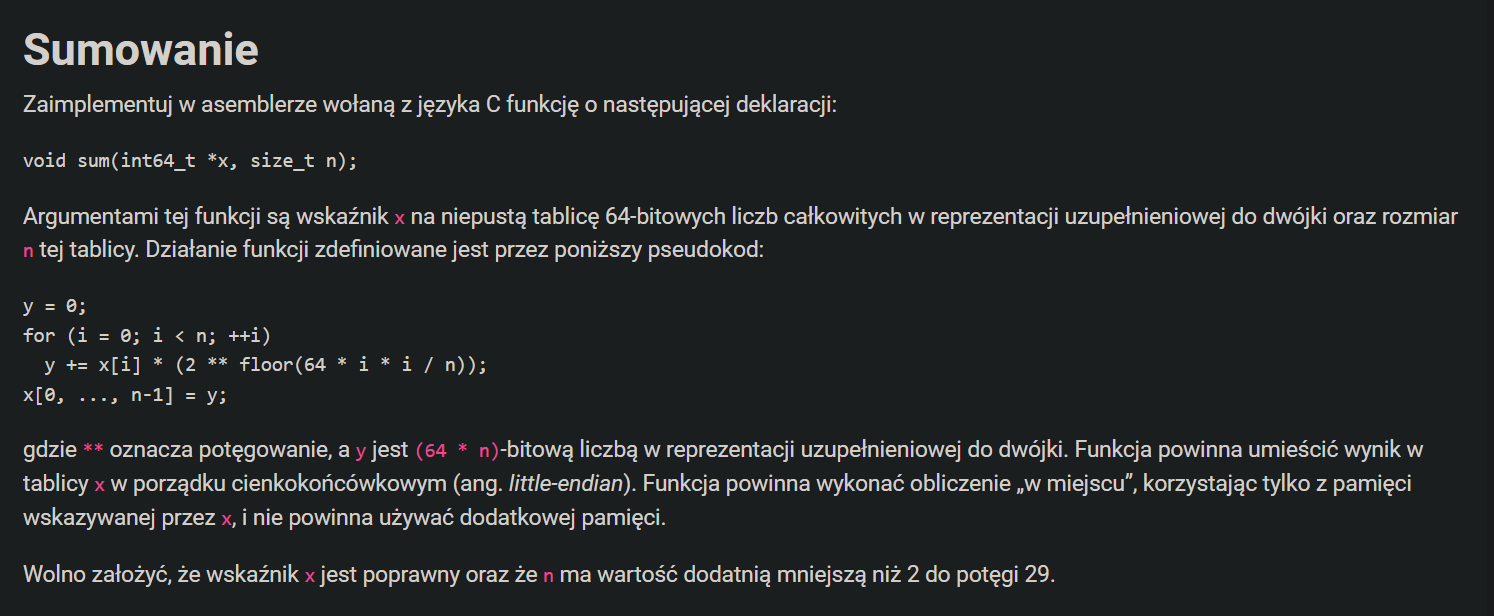 Sumowanie
Zaimplementuj w asemblerze wołaną z języka C funkcję o następującej deklaracji:
void sum(int64_t *x, size_t n);
Argumentami tej funkcji są wskaźnik x na niepustą tablicę 64-bitowych liczb całkowitych w reprezentacji uzupełnieniowej do dwójki oraz rozmiar
n tej tablicy. Działanie funkcji zdefiniowane jest przez poniższy pseudokod:
y = 0;
for (i = 0; i < n; ++i)
  y += x[i] * (2 ** floor(64 * i * i / n));
x[0, ..., n-1] = y;
gdzie ** oznacza potęgowanie, a y jest (64 * n)-bitową liczbą w reprezentacji uzupełnieniowej do dwójki. Funkcja powinna umieścić wynik w
tablicy x w porządku cienkokońcówkowym (ang. little-endian). Funkcja powinna wykonać obliczenie „w miejscu”, korzystając tylko z pamięci
wskazywanej przez x, i nie powinna używać dodatkowej pamięci.
Wolno założyć, że wskaźnik x jest poprawny oraz że n ma wartość dodatnią mniejszą niż 2 do potęgi 29.